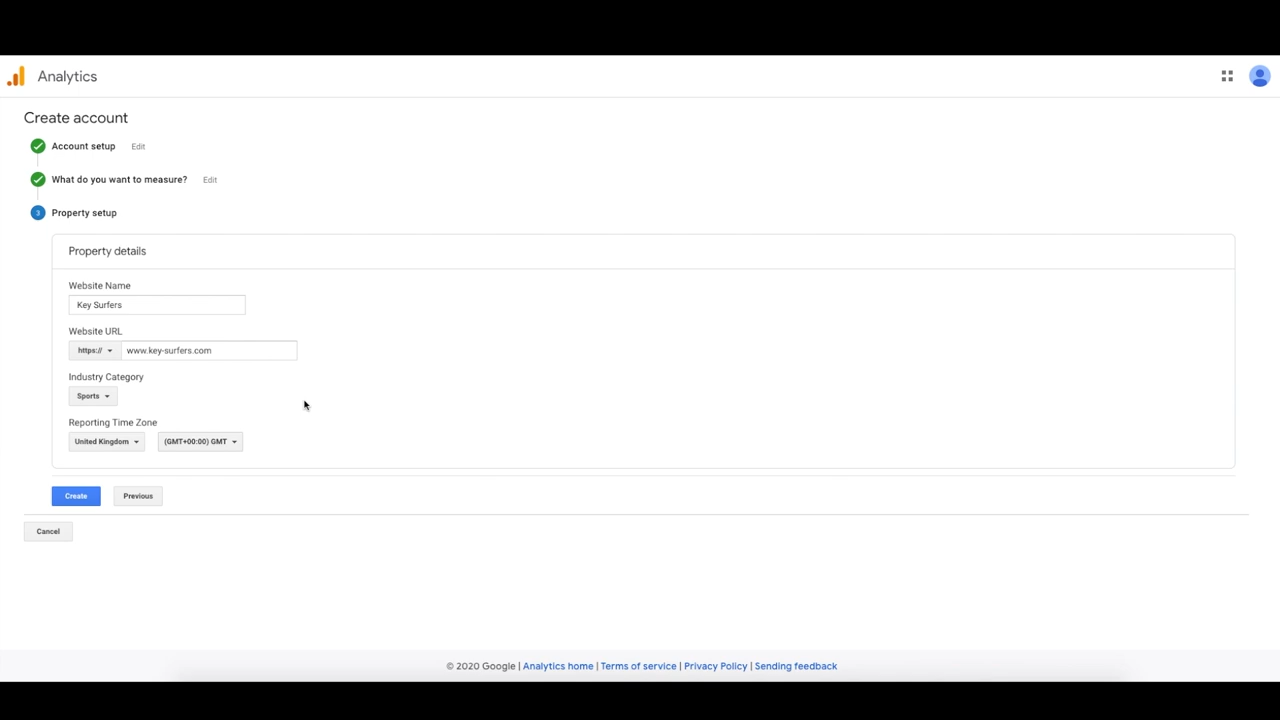 Analytics
Create account
Account setup Edit
What do you want to measure? Edit
3 Property setup
Property details
Website Name
Key Surfers
Website URL
https:// www.key-surfers.com
Industry Category
Sports
Reporting Time Zone
United Kingdom (GMT+00:00) GMT
Create Previous
Cancel
© 2020 Google | Analytics home | Terms of service | Privacy Policy | Sending feedback